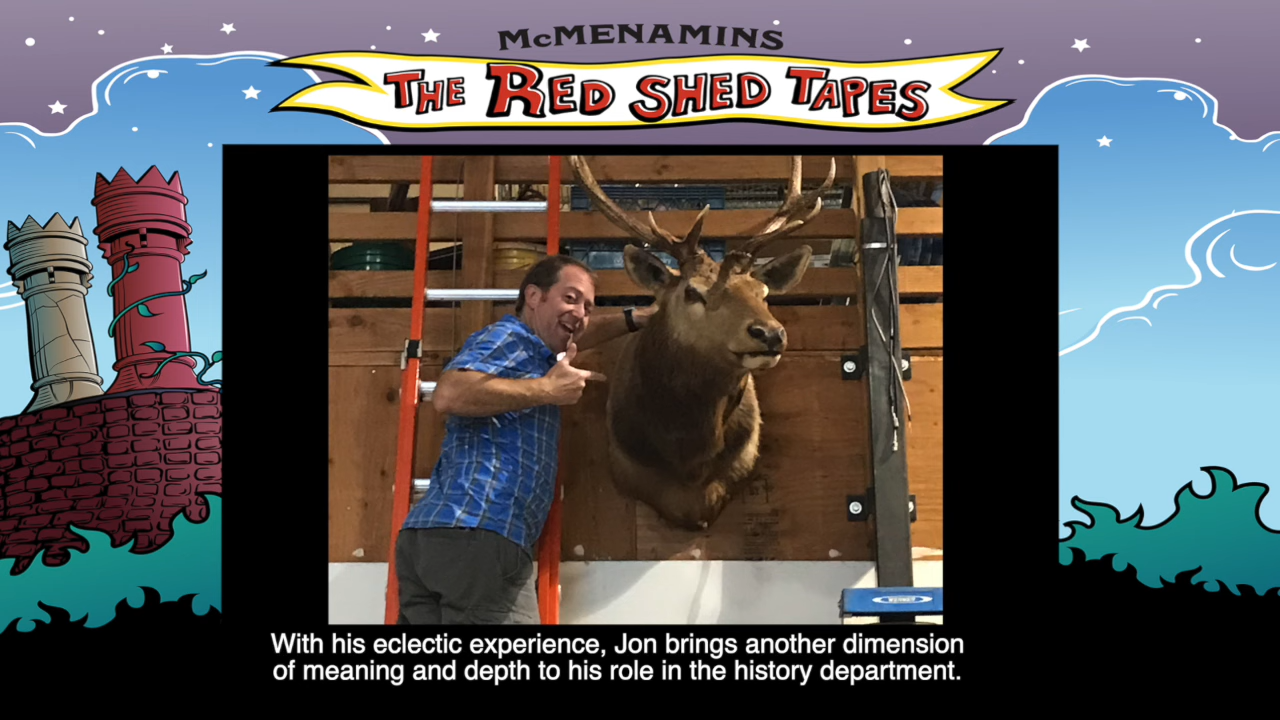 McMENAMINS
THE RED SHED TAPES
With his eclectic experience, Jon brings another dimension
of meaning and depth to his role in the history department.